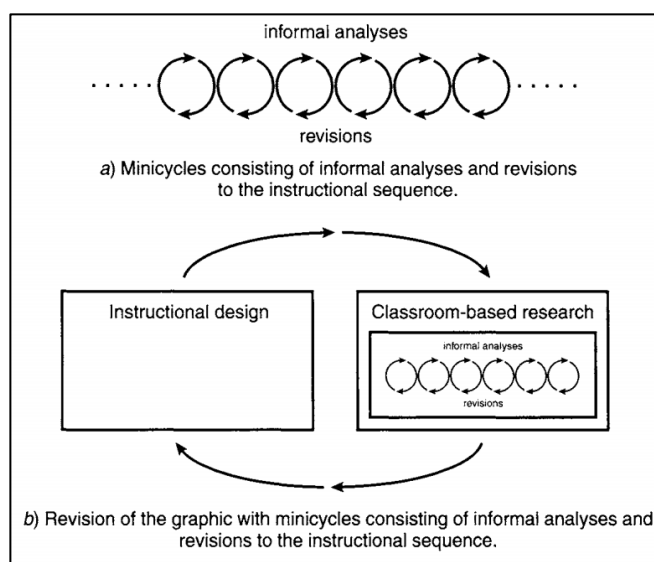 informal analyses
revisions
a) Minicycles consisting of informal analyses and revisions
to the instructional sequence.
Instructional design
Classroom-based research
informal analyses
revisions
b) Revision of the graphic with minicycles consisting of informal analyses and
revisions to the instructional sequence.